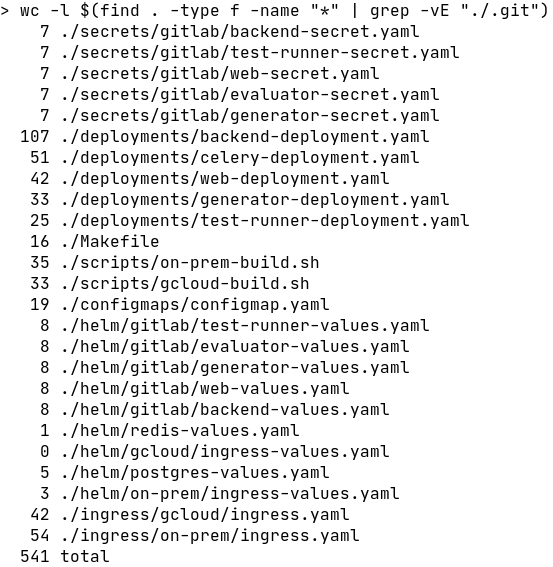 > wc -l $(find . -type f -name "*" | grep -vE "./.git")
7 ./secrets/gitlab/backend-secret.yaml
7 ./secrets/gitlab/test-runner-secret.yaml
7 ./secrets/gitlab/web-secret.yaml
7 ./secrets/gitlab/evaluator-secret.yaml
7 ./secrets/gitlab/generator-secret.yaml
107 ./deployments/backend-deployment.yaml
51 ./deployments/celery-deployment.yaml
42 ./deployments/web-deployment.yaml
33 ./deployments/generator-deployment.yaml
25 ./deployments/test-runner-deployment.yaml
16 ./Makefile
35 ./scripts/on-prem-build.sh
33 ./scripts/gcloud-build.sh
19 ./configmaps/configmap.yaml
8 ./helm/gitlab/test-runner-values.yaml
8 ./helm/gitlab/evaluator-values.yaml
8 ./helm/gitlab/generator-values.yaml
8 ./helm/gitlab/web-values.yaml
8 ./helm/gitlab/backend-values.yaml
1 ./helm/redis-values.yaml
0 ./helm/gcloud/ingress-values.yaml
5 ./helm/postgres-values.yaml
3 ./helm/on-prem/ingress-values.yaml
42 ./ingress/gcloud/ingress.yaml
54 ./ingress/on-prem/ingress.yaml
541 total